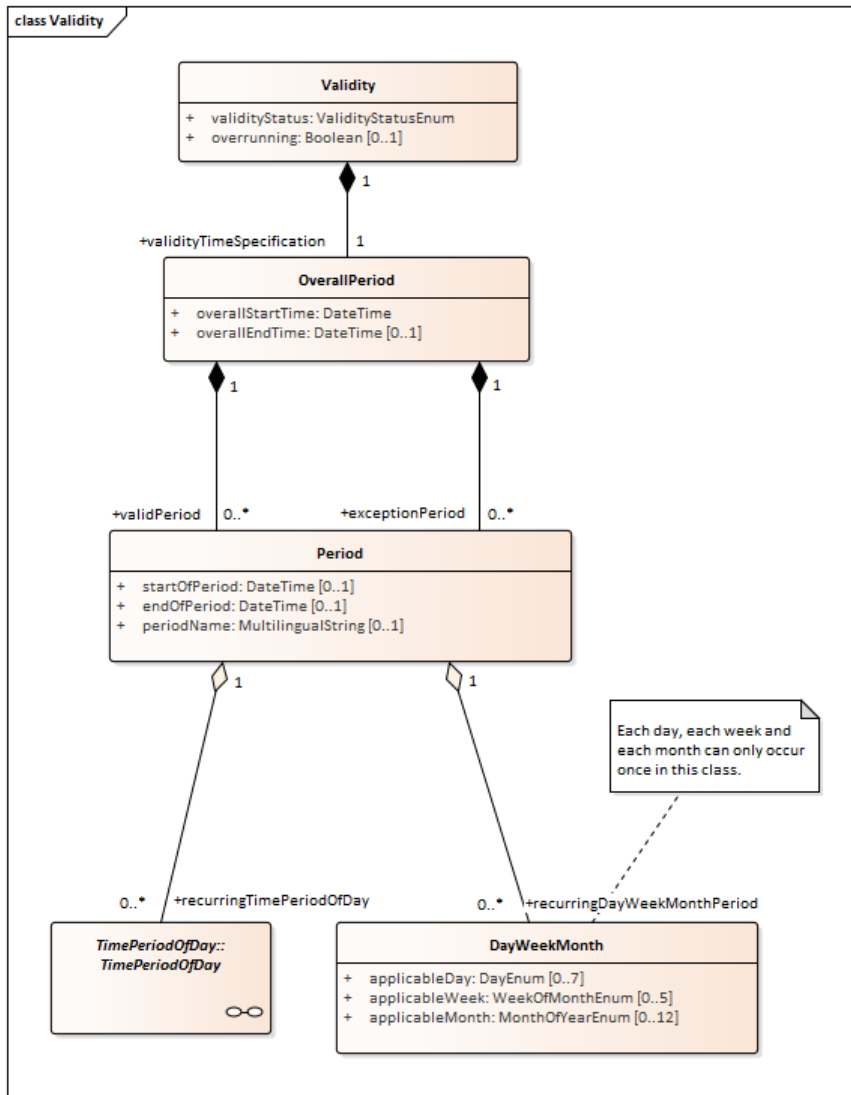 class Validity
Validity
+ validityStatus: ValidityStatusEnum
+ overrunning: Boolean [0..1]
1
+validityTimeSpecification 1
OverallPeriod
+ overallStartTime: DateTime
+ overallEndTime: DateTime [0..1]
1 1
+validPeriod 0..* +exceptionPeriod 0..*
Period
+ startOfPeriod: DateTime [0..1]
+ endOfPeriod: DateTime [0..1]
+ periodName: MultilingualString [0..1]
1 1
Each day, each week and
each month can only occur
once in this class.
0..* +recurringTimePeriodOfDay 0..* +recurringDayWeekMonthPeriod
TimePeriodOfDay::
TimePeriodOfDay
DayWeekMonth
+ applicableDay: DayEnum [0..7]
+ applicableWeek: WeekOfMonthEnum [0..5]
+ applicableMonth: MonthOfYearEnum [0..12]